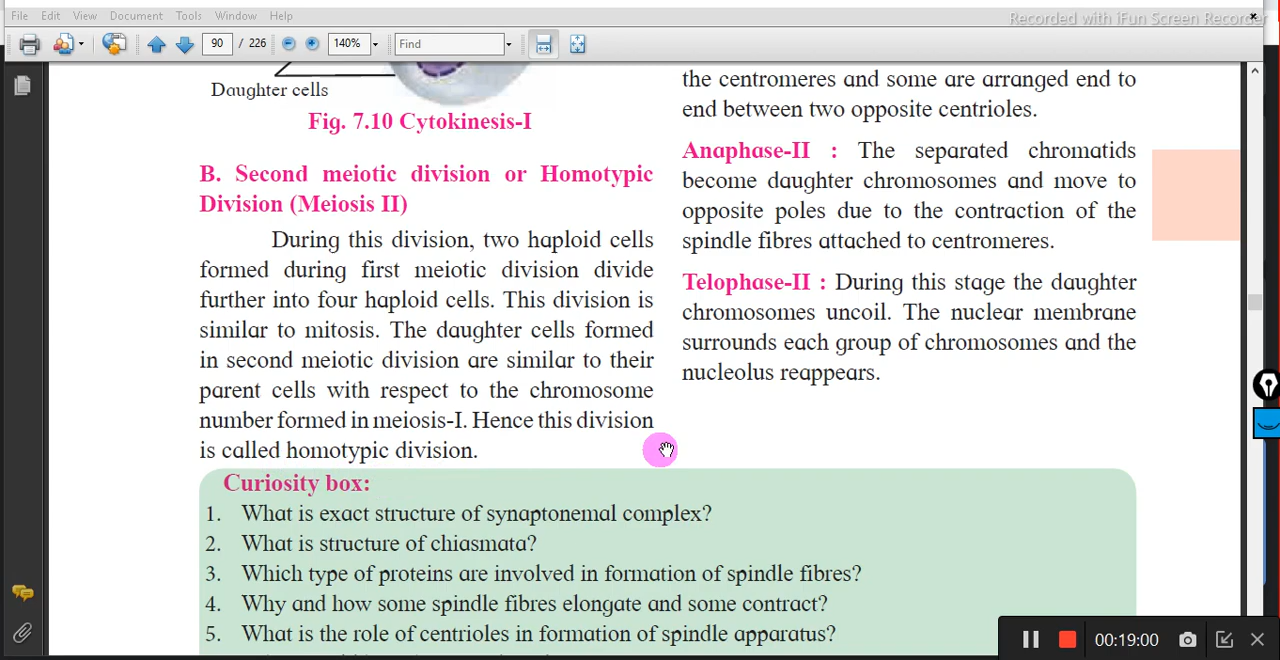 File Edit View Document Tools Window Help
Recorded with iFun Screen Recorder
90 / 226 140% Find
Daughter cells
Fig. 7.10 Cytokinesis-I
B. Second meiotic division or Homotypic
Division (Meiosis II)
During this division, two haploid cells
formed during first meiotic division divide
further into four haploid cells. This division is
similar to mitosis. The daughter cells formed
in second meiotic division are similar to their
parent cells with respect to the chromosome
number formed in meiosis-I. Hence this division
is called homotypic division.
the centromeres and some are arranged end to
end between two opposite centrioles.
Anaphase-II : The separated chromatids
become daughter chromosomes and move to
opposite poles due to the contraction of the
spindle fibres attached to centromeres.
Telophase-II : During this stage the daughter
chromosomes uncoil. The nuclear membrane
surrounds each group of chromosomes and the
nucleolus reappears.
Curiosity box:
1. What is exact structure of synaptonemal complex?
2. What is structure of chiasmata?
3. Which type of proteins are involved in formation of spindle fibres?
4. Why and how some spindle fibres elongate and some contract?
5. What is the role of centrioles in formation of spindle apparatus?
00:19:00